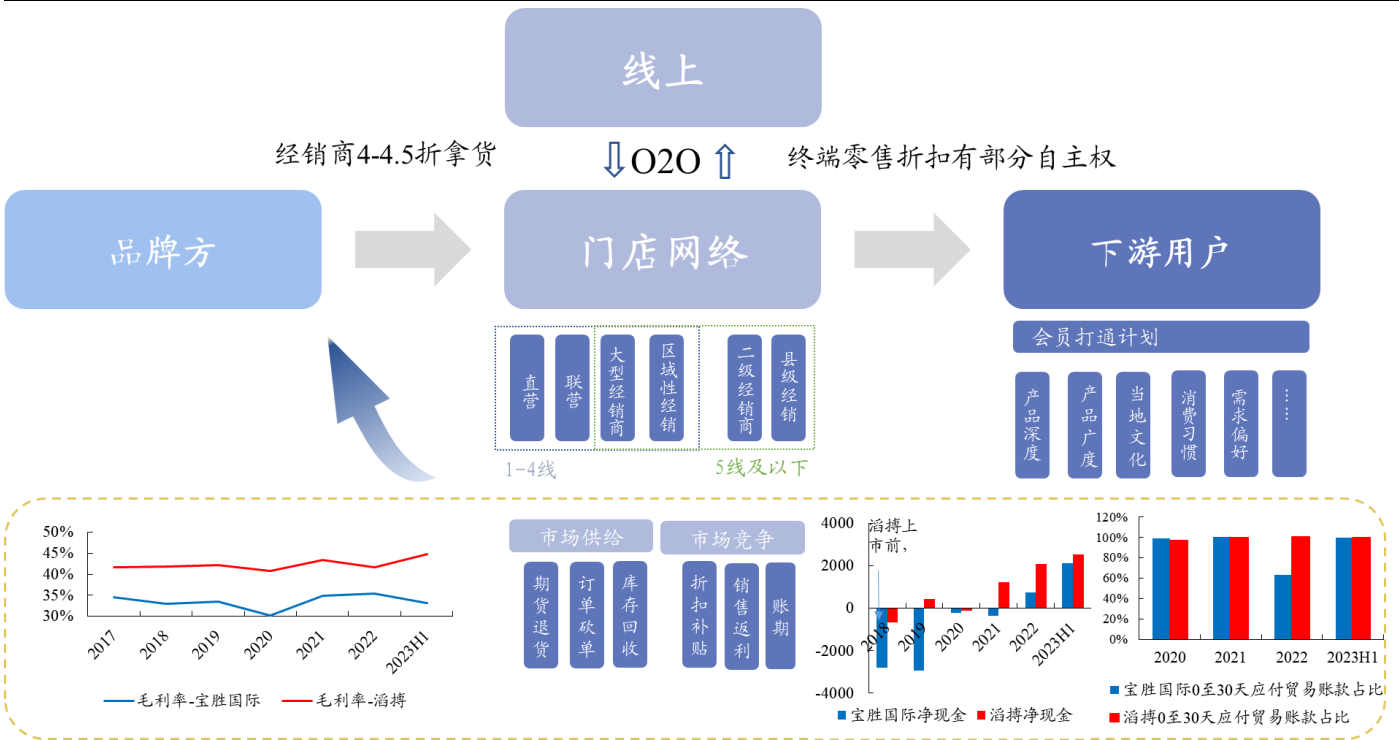 线上
经销商4-4.5折拿货
O2O
终端零售折扣有部分自主权
品牌方
门店网络
下游用户
直营
联营
大型经销商
区域性经销
二级经销商
县级经销
1-4线
5线及以下
会员打通计划
产品深度
产品广度
当地文化
消费习惯
需求偏好
……
50%
45%
40%
35%
30%
2017
2018
2019
2020
2021
2022
2023H1
毛利率-宝胜国际
毛利率-滔搏
市场供给
市场竞争
期货退货
订单砍单
库存回收
折扣补贴
销售返利
账期
4000
2000
0
-2000
-4000
滔搏上
市前,
2018
2019
2020
2021
2022
2023H1
宝胜国际净现金
滔搏净现金
120%
100%
80%
60%
40%
20%
0%
2020
2021
2022
2023H1
宝胜国际0至30天应付贸易账款占比
滔搏0至30天应付贸易账款占比